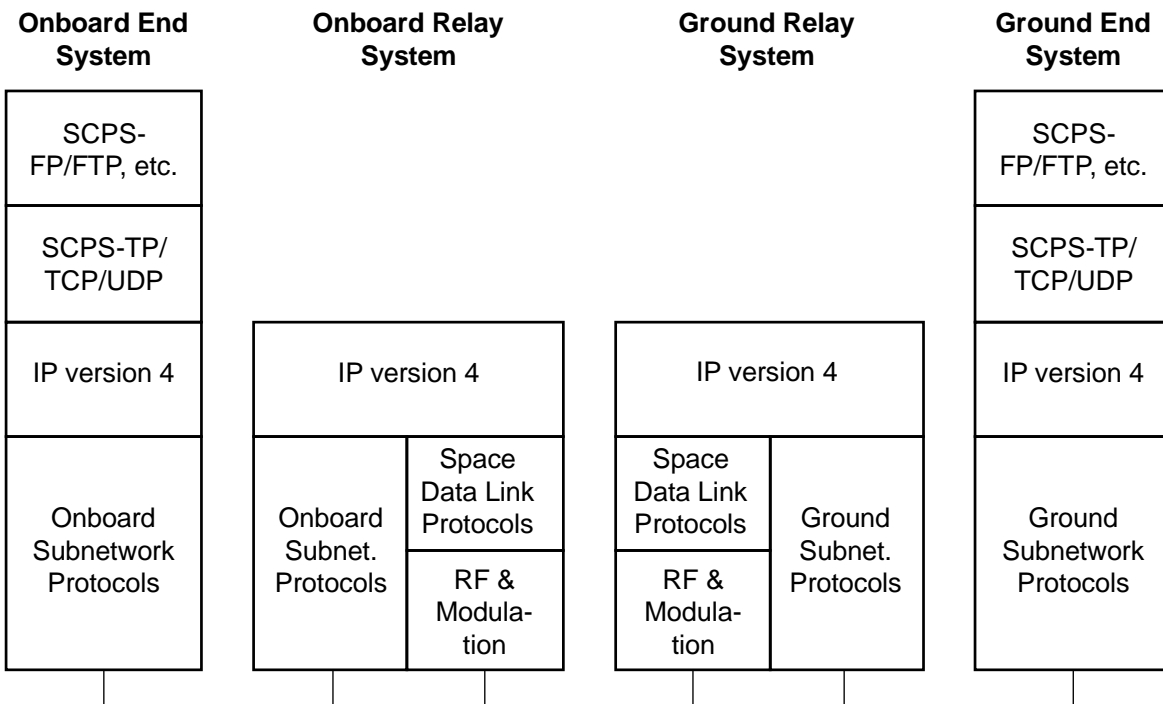 Onboard End
System
Onboard Relay
System
Ground Relay
System
Ground End
System
SCPS-
FP/FTP, etc.
SCPS-TP/
TCP/UDP
IP version 4
Onboard
Subnetwork
Protocols
IP version 4
Onboard
Subnet.
Protocols
Space
Data Link
Protocols
RF &
Modula-
tion
IP version 4
Space
Data Link
Protocols
RF &
Modula-
tion
Ground
Subnet.
Protocols
SCPS-
FP/FTP, etc.
SCPS-TP/
TCP/UDP
IP version 4
Ground
Subnetwork
Protocols